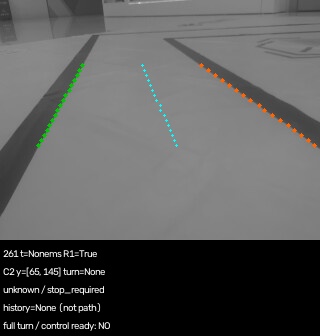 261 t=Nonems R1=True
C2 y=[65, 145] turn=None
unknown / stop_required
history=None (not path)
full turn / control ready: NO